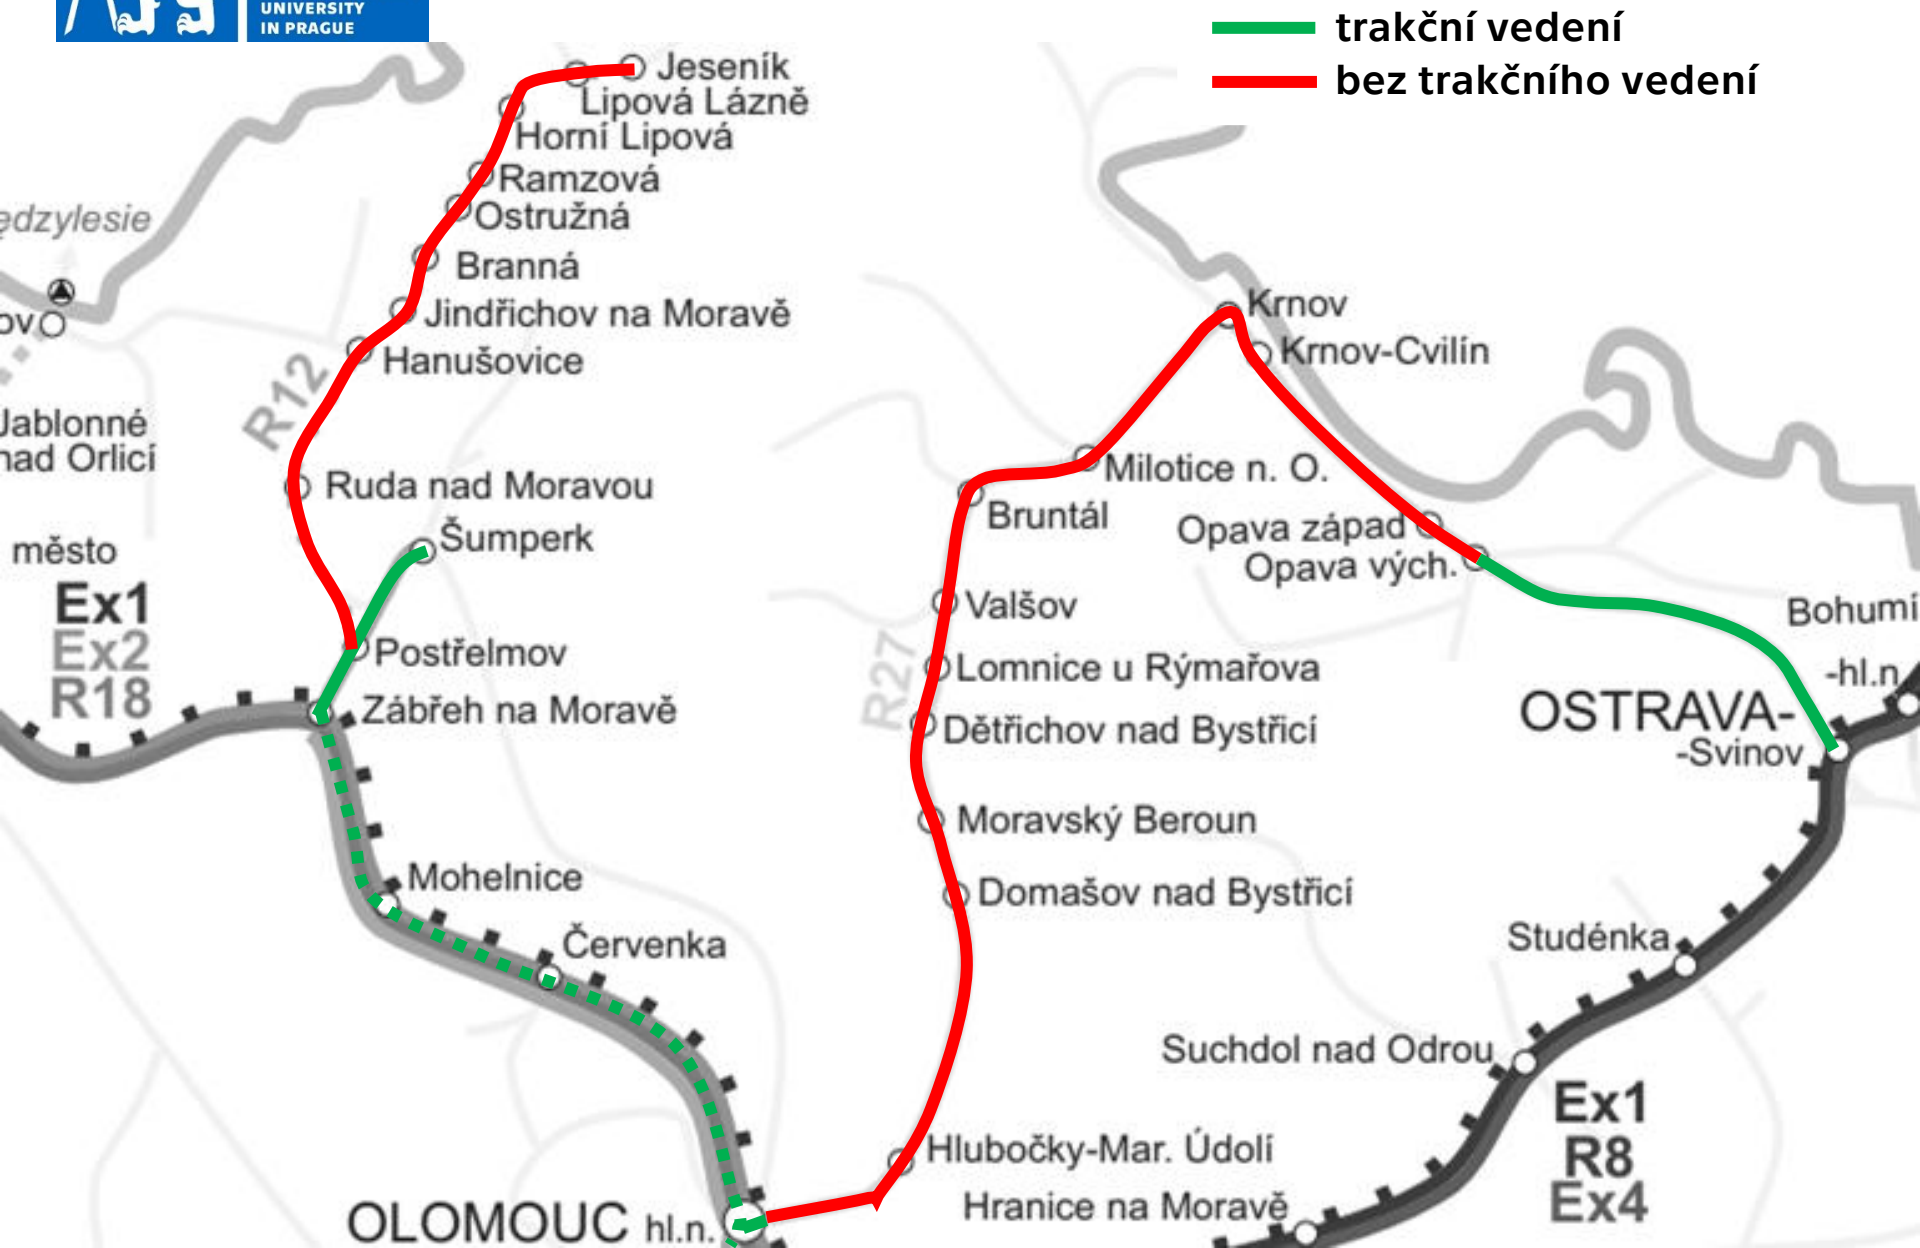 UNIVERSITY
IN PRAGUE
trakční vedení
bez trakčního vedení
Jeseník
Lipová Lázně
Horní Lipová
Ramzová
Ostružná
Branná
Jindřichov na Moravě
Hanušovice
R12
Jablonné
nad Orlicí
Ruda nad Moravou
Šumperk
město
Ex1
Ex2
R18
Postřelmov
Zábřeh na Moravě
Mohelnice
Červenka
OLOMOUC hl.n.
Krnov
Krnov-Cvilín
Milotice n. O.
Bruntál
Opava západ
Opava vých.
Valšov
Lomnice u Rýmařova
R27
Dětřichov nad Bystřicí
Moravský Beroun
Domašov nad Bystřicí
-hl.n.
OSTRAVA-
-Svinov
Studénka
Suchdol nad Odrou
Ex1
R8
Ex4
Hlubočky-Mar. Údolí
Hranice na Moravě